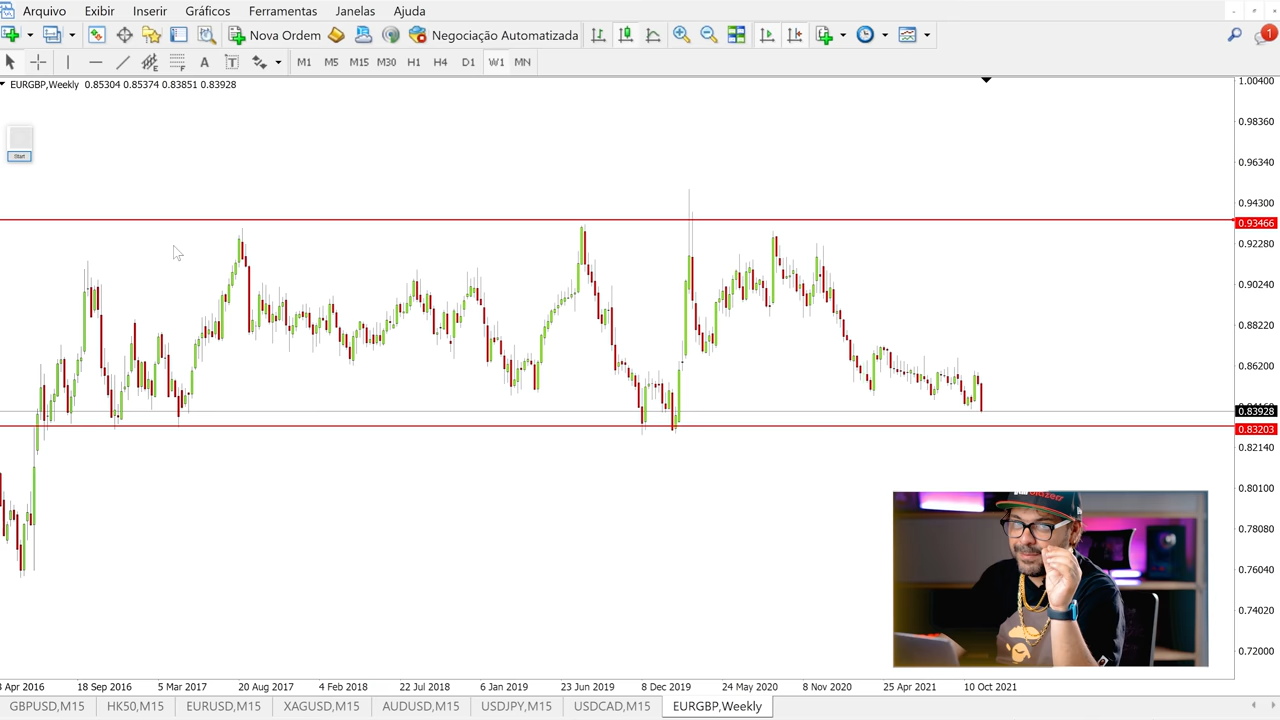 Arquivo Exibir Inserir Gráficos Ferramentas Janelas Ajuda
Nova Ordem Negociação Automatizada 1
A T M1 M5 M15 M30 H1 H4 D1 W1 MN
EURGBP,Weekly 0.85304 0.85374 0.83851 0.83928
Start
1.00400
0.98360
0.96340
0.94300
0.93466
0.92280
0.90240
0.88220
0.86200
0.83928
0.83203
0.82140
0.80100
0.78080
0.76040
0.74020
0.72000
Apr 2016 18 Sep 2016 5 Mar 2017 20 Aug 2017 4 Feb 2018 22 Jul 2018 6 Jan 2019 23 Jun 2019 8 Dec 2019 24 May 2020 8 Nov 2020 25 Apr 2021 10 Oct 2021
GBPUSD,M15 HK50,M15 EURUSD,M15 XAGUSD,M15 AUDUSD,M15 USDJPY,M15 USDCAD,M15 EURGBP,Weekly